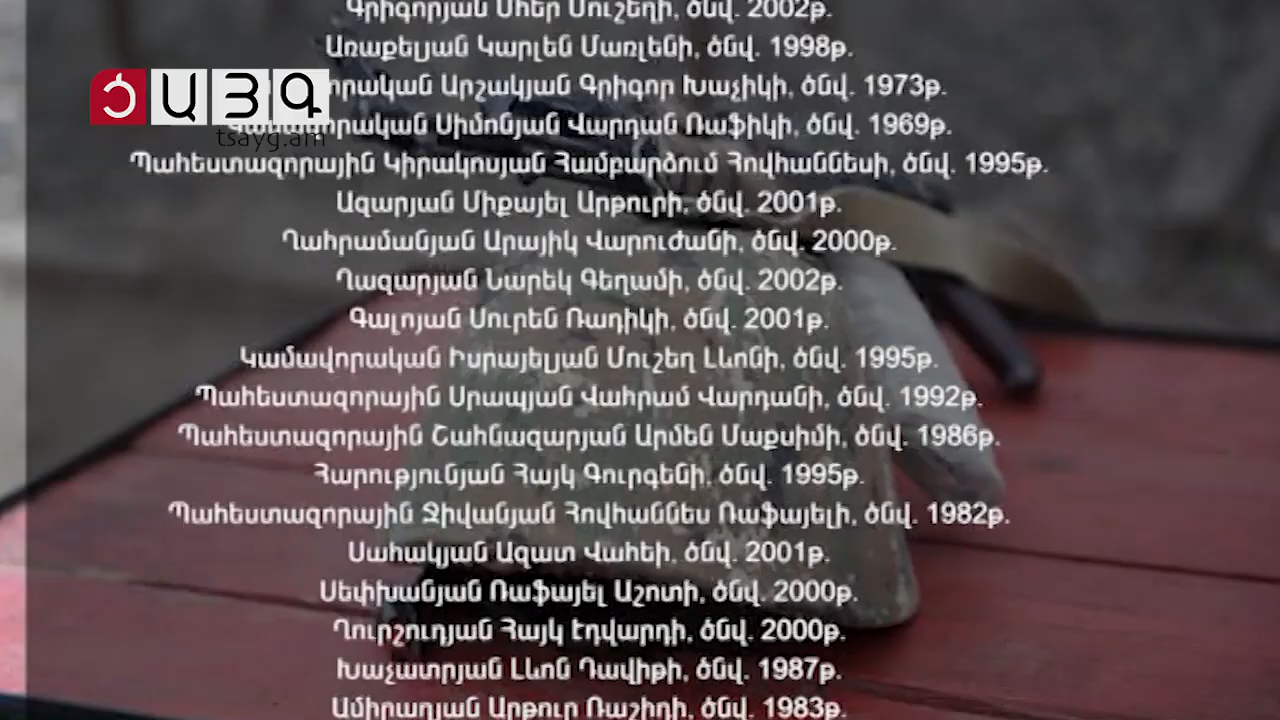 Գրիգորյան Մհեր Մուշեղի, ծնվ. 2002թ.
Առաքելյան Կարլեն Մառլենի, ծնվ. 1998թ.
ՑԱՅԳ
Արշակյան Գրիգոր Խաչիկի, ծնվ. 1973թ.
Կամավորական Սիմոնյան Վարդան Ռաֆիկի, ծնվ. 1969թ.
tsayg.am
Պահեստազորային Կիրակոսյան Համբարձում Հովհաննեսի, ծնվ. 1995թ.
Ազարյան Միքայել Արթուրի, ծնվ. 2001թ.
Ղահրամանյան Արայիկ Վարուժանի, ծնվ. 2000թ.
Ղազարյան Նարեկ Գեղամի, ծնվ. 2002թ.
Գալոյան Սուրեն Ռադիկի, ծնվ. 2001թ.
Կամավորական Իսրայելյան Մուշեղ Լևոնի, ծնվ. 1995թ.
Պահեստազորային Սրապյան Վահրամ Վարդանի, ծնվ. 1992թ.
Պահեստազորային Շահնազարյան Արմեն Մաքսիմի, ծնվ. 1986թ.
Հարությունյան Հայկ Գուրգենի, ծնվ. 1995թ.
Պահեստազորային Ջիվանյան Հովհաննես Ռաֆայելի, ծնվ. 1982թ.
Սահակյան Ազատ Վահեի, ծնվ. 2001թ.
Սեփխանյան Ռաֆայել Աշոտի, ծնվ. 2000թ.
Ղուրշուդյան Հայկ Էդվարդի, ծնվ. 2000թ.
Խաչատրյան Լևոն Դավիթի, ծնվ. 1987թ.
Ամիրադյան Արթուր Ռաշիդի, ծնվ. 1983թ.